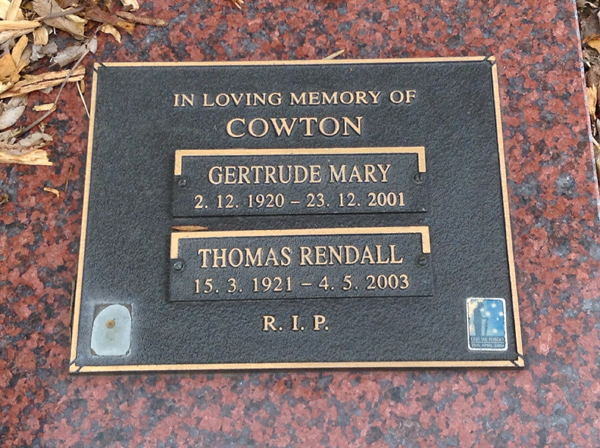 IN LOVING MEMORY OF
COWTON
GERTRUDE MARY
2. 12. 1920 – 23. 12. 2001
THOMAS RENDALL
15. 3. 1921 – 4. 5. 2003
R. I. P.